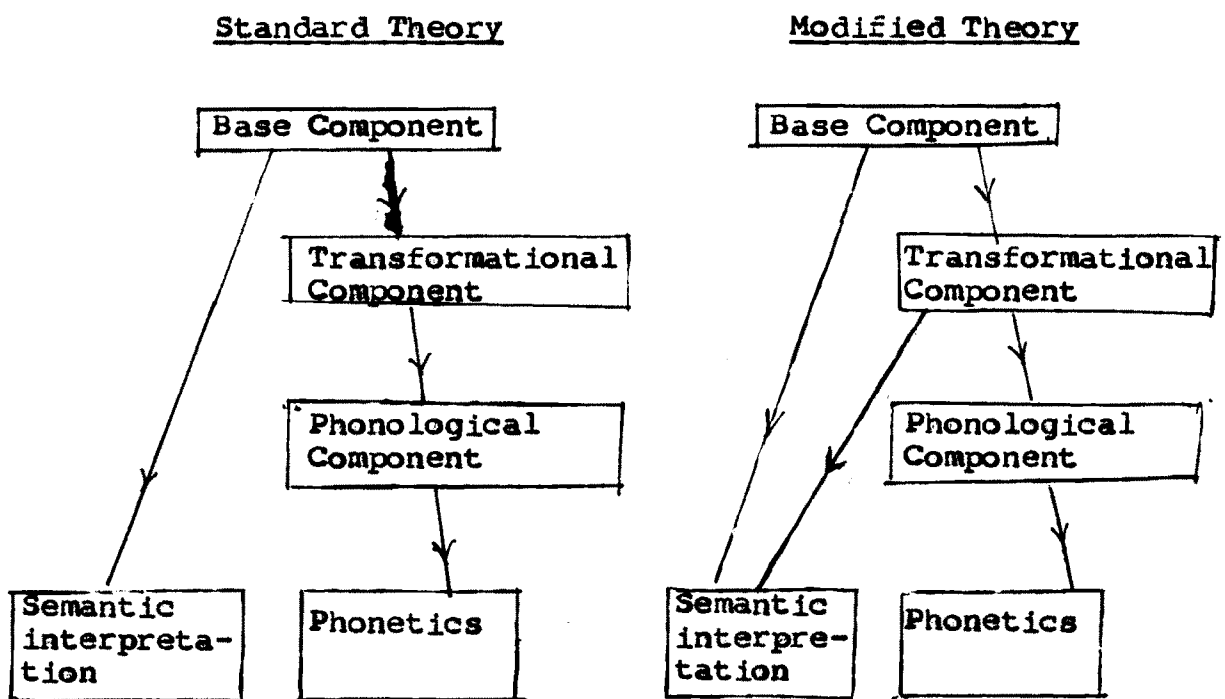 Standard Theory
Modified Theory
Base Component
Base Component
Transformational
Component
Transformational
Component
Phonological
Component
Phonological
Component
Semantic
interpreta-
tion
Phonetics
Semantic
interpre-
tation
Phonetics